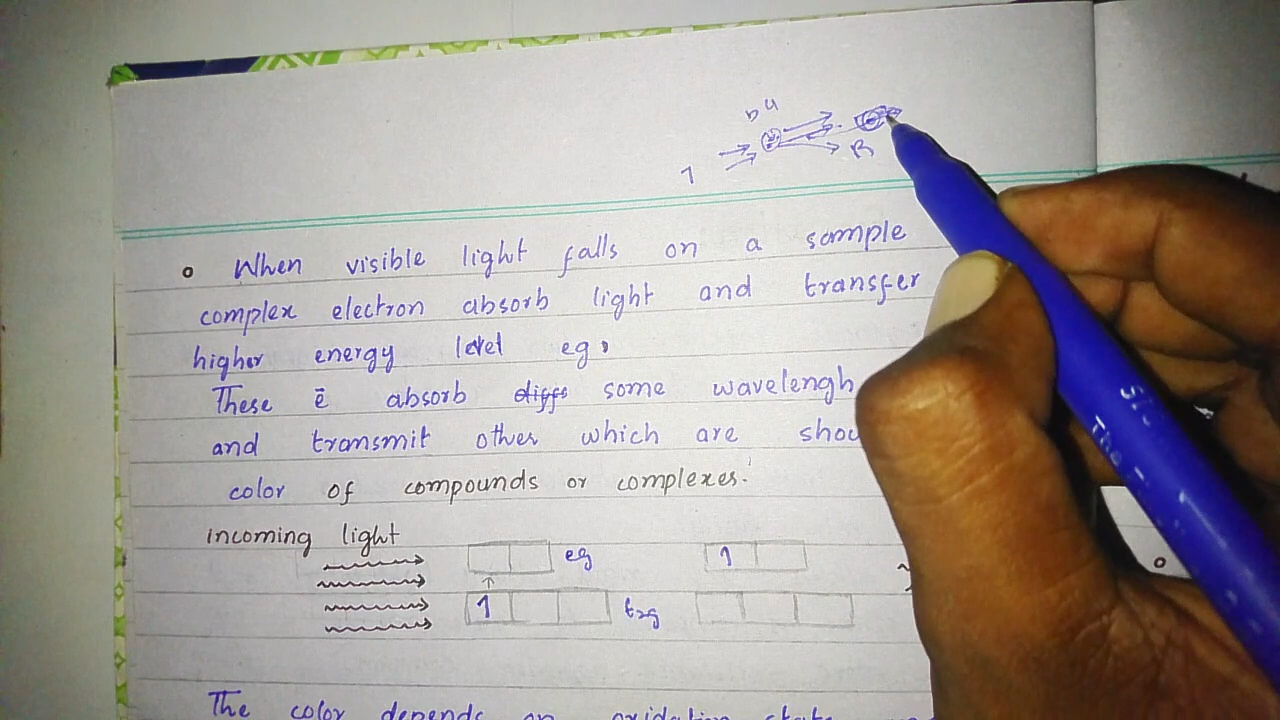 When visible light falls on a sample
complex electron absorb light and transfer
higher energy level eg.
These ē absorb some wavelengh
and transmit other which are shou
color of compounds or complexes.
incoming light
eg
1
1
t2g
The color depends on oxidation state